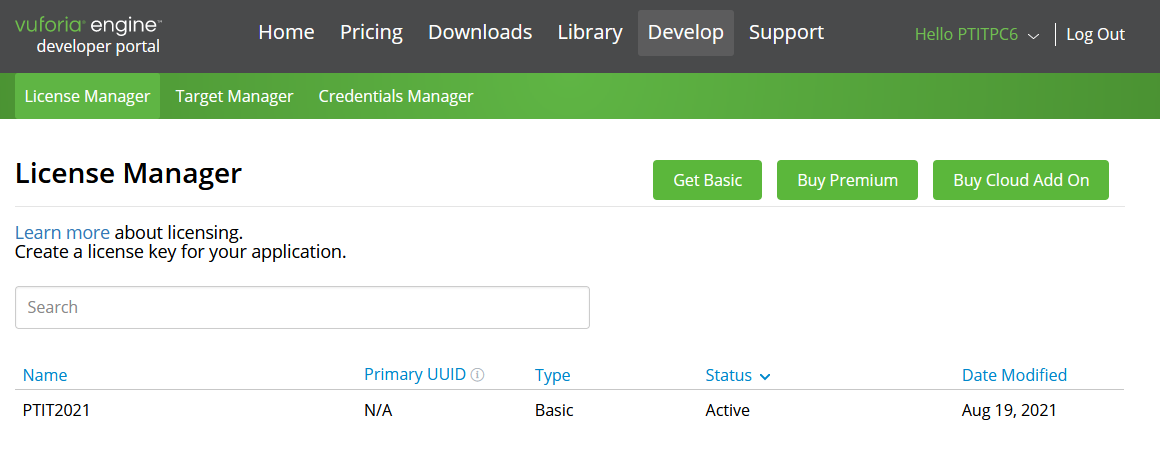 vuforia® engine™
developer portal
Home Pricing Downloads Library Develop Support
Hello PTITPC6 Log Out
License Manager Target Manager Credentials Manager
License Manager
Get Basic Buy Premium Buy Cloud Add On
Learn more about licensing.
Create a license key for your application.
Search
Name Primary UUID ⓘ Type Status Date Modified
PTIT2021 N/A Basic Active Aug 19, 2021